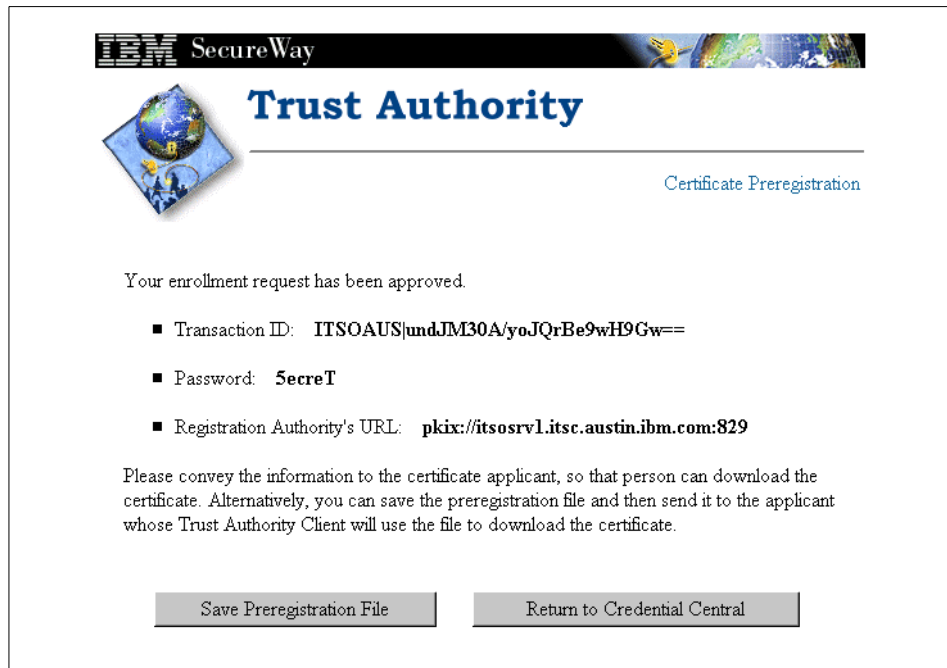 IBM SecureWay
Trust Authority
Certificate Preregistration
Your enrollment request has been approved.
Transaction ID: ITSOAUS|undJM30A/yoJQrBe9wH9Gw==
Password: 5ecreT
Registration Authority's URL: pkix://itsosrv1.itsc.austin.ibm.com:829
Please convey the information to the certificate applicant, so that person can download the
certificate. Alternatively, you can save the preregistration file and then send it to the applicant
whose Trust Authority Client will use the file to download the certificate.
Save Preregistration File
Return to Credential Central